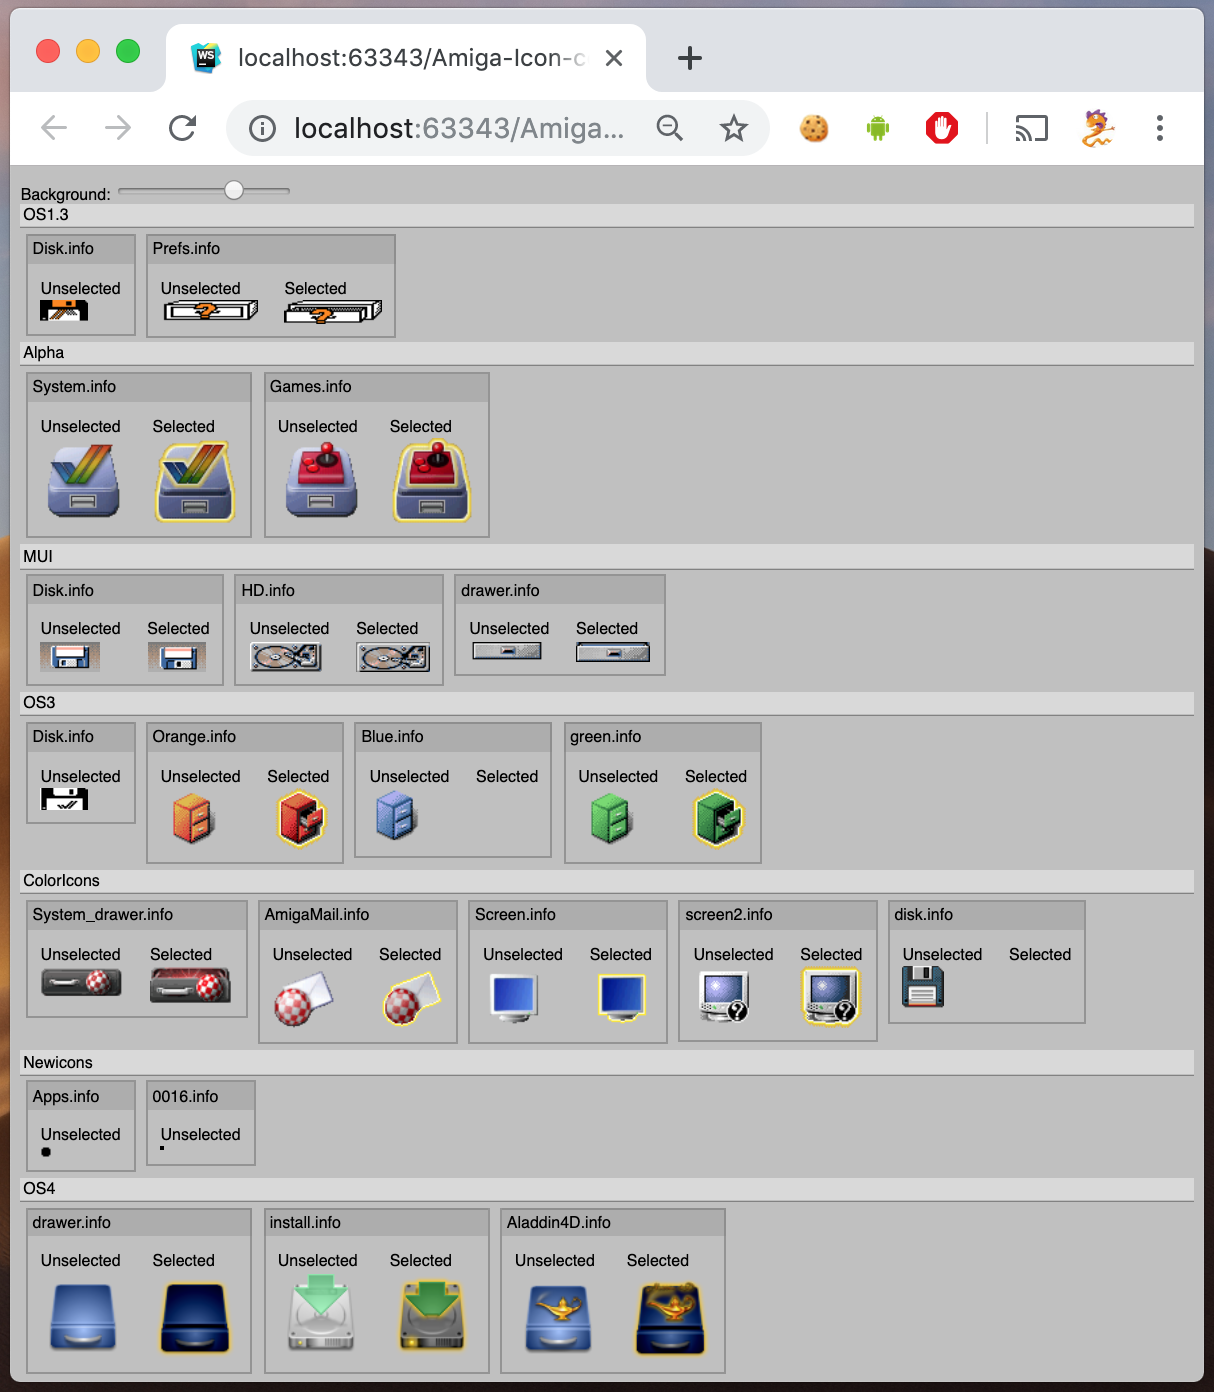 WS localhost:63343/Amiga-Icon-c
localhost:63343/Amiga...
Background:
OS1.3
Disk.info Prefs.info
Unselected Unselected Selected
Alpha
System.info Games.info
Unselected Selected Unselected Selected
MUI
Disk.info HD.info drawer.info
Unselected Selected Unselected Selected Unselected Selected
OS3
Disk.info Orange.info Blue.info green.info
Unselected Unselected Selected Unselected Selected Unselected Selected
ColorIcons
System_drawer.info AmigaMail.info Screen.info screen2.info disk.info
Unselected Selected Unselected Selected Unselected Selected Unselected Selected Unselected Selected
Newicons
Apps.info 0016.info
Unselected Unselected
OS4
drawer.info install.info Aladdin4D.info
Unselected Selected Unselected Selected Unselected Selected